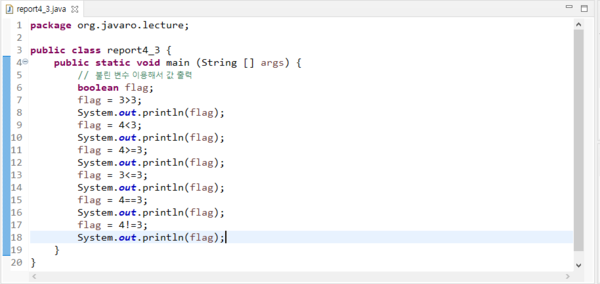 report4_3.java
1 package org.javaro.lecture;
2
3 public class report4_3 {
4 public static void main (String [] args) {
5 // 불린 변수 이용해서 값 출력
6 boolean flag;
7 flag = 3>3;
8 System.out.println(flag);
9 flag = 4<3;
10 System.out.println(flag);
11 flag = 4>=3;
12 System.out.println(flag);
13 flag = 3<=3;
14 System.out.println(flag);
15 flag = 4==3;
16 System.out.println(flag);
17 flag = 4!=3;
18 System.out.println(flag);
19 }
20 }